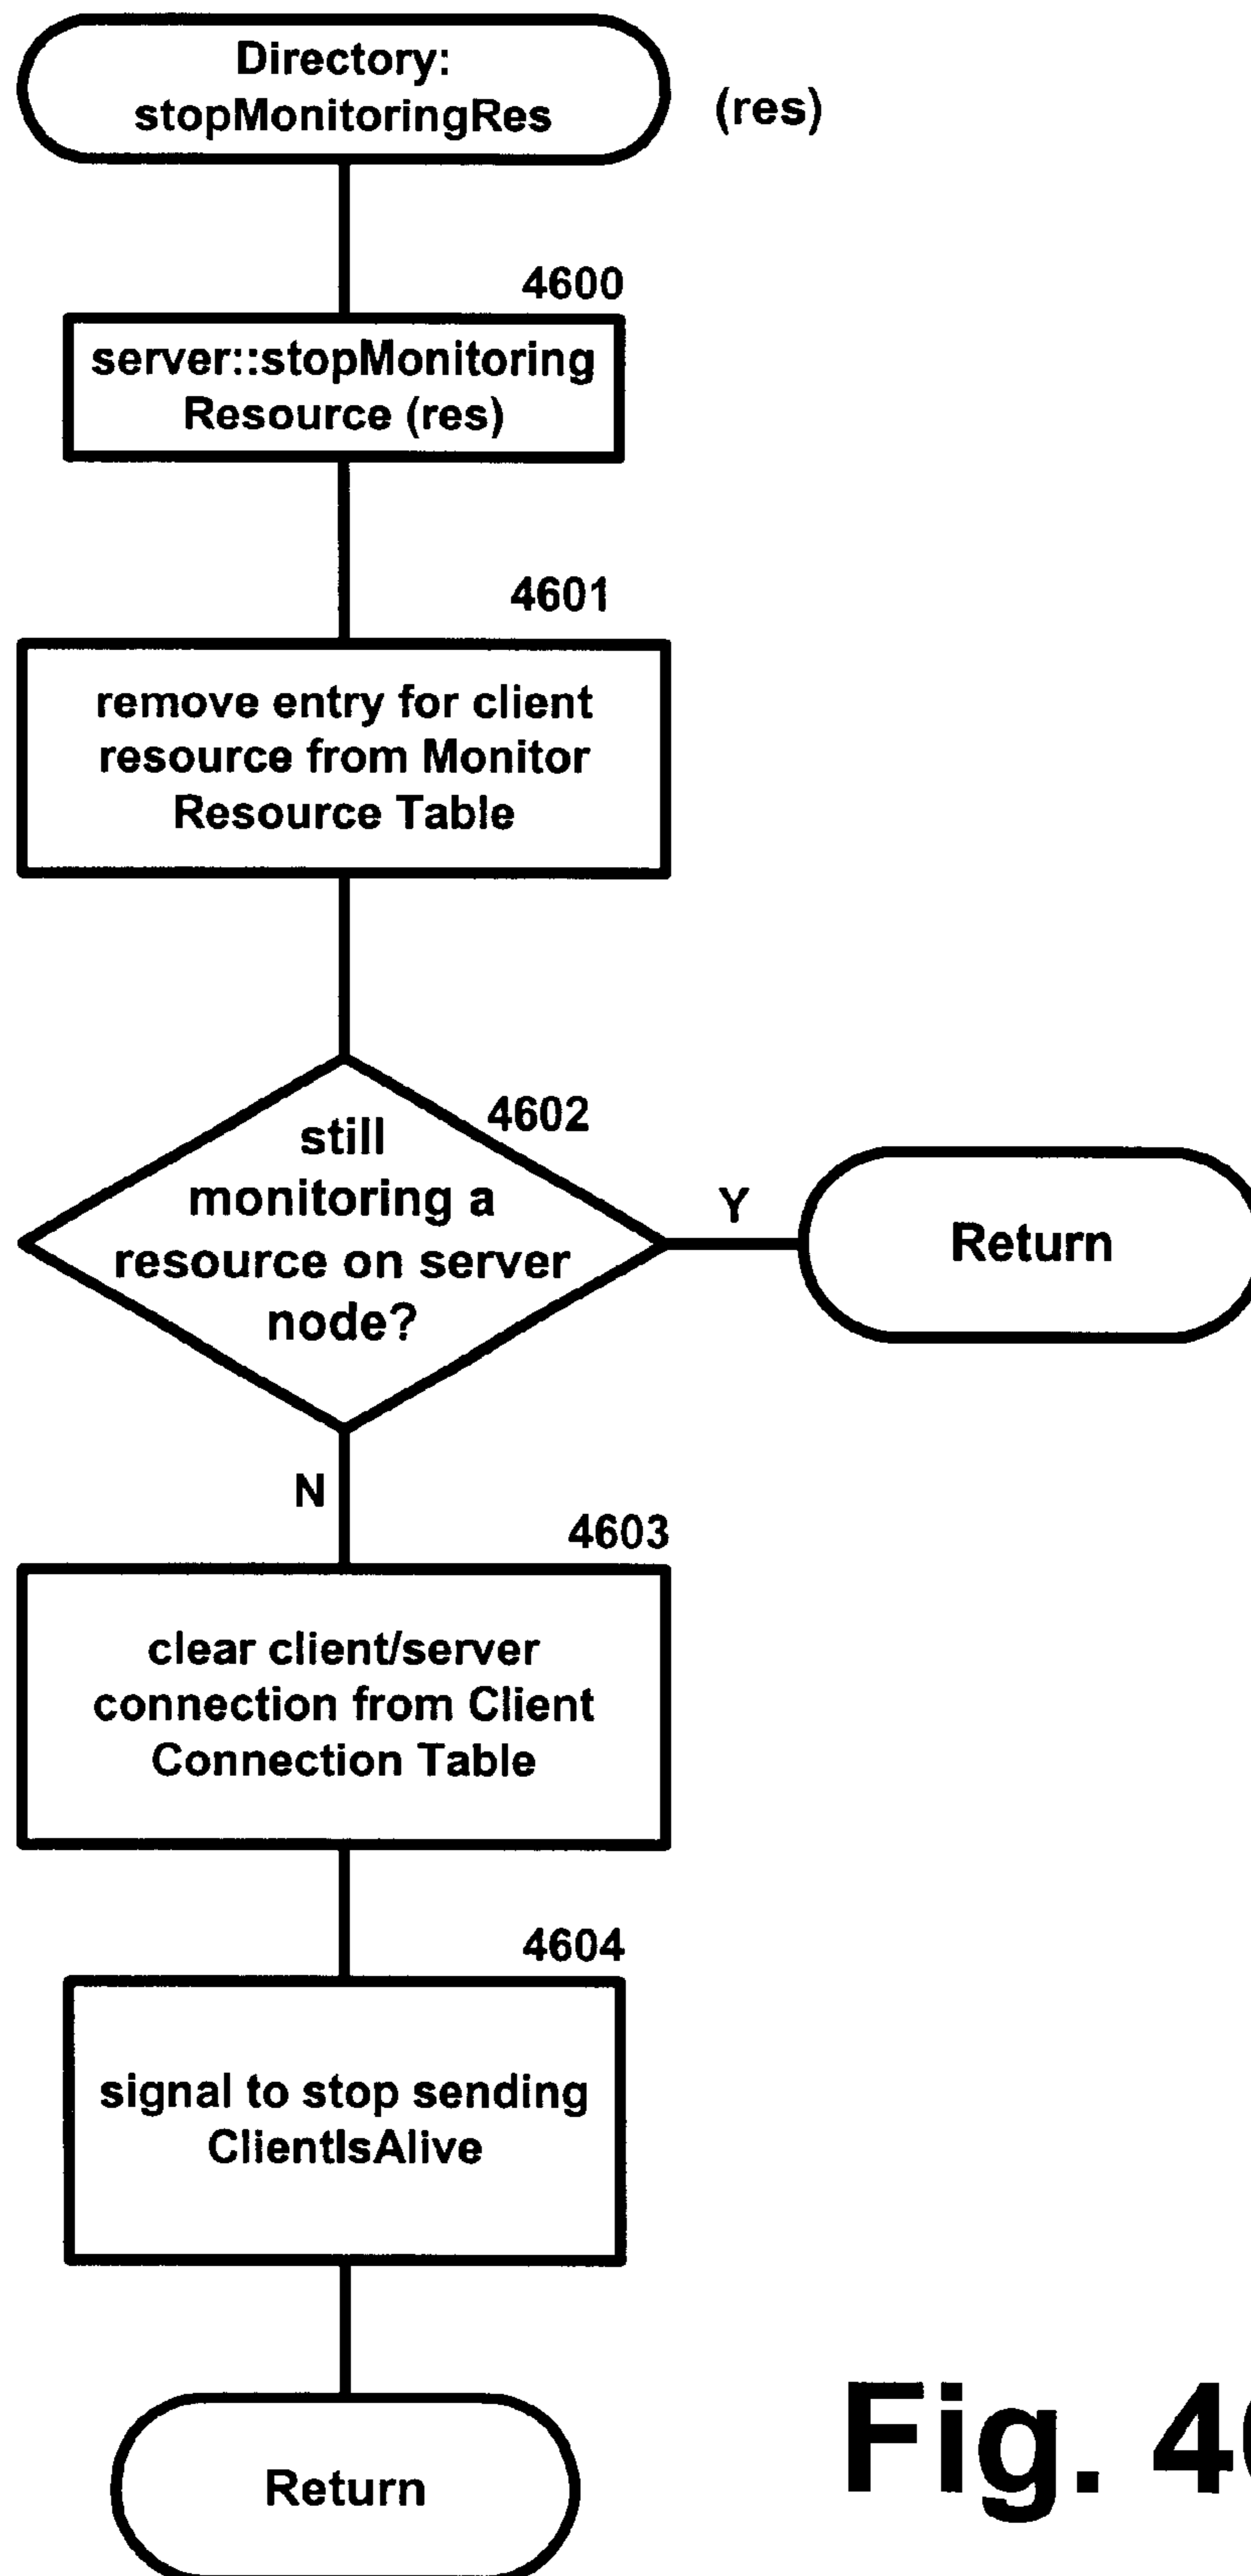 Directory:
stopMonitoringRes
(res)
4600
server::stopMonitoring
Resource (res)
4601
remove entry for client
resource from Monitor
Resource Table
4602
still
monitoring a
resource on server
node?
Y
Return
N
4603
clear client/server
connection from Client
Connection Table
4604
signal to stop sending
ClientIsAlive
Return
Fig.